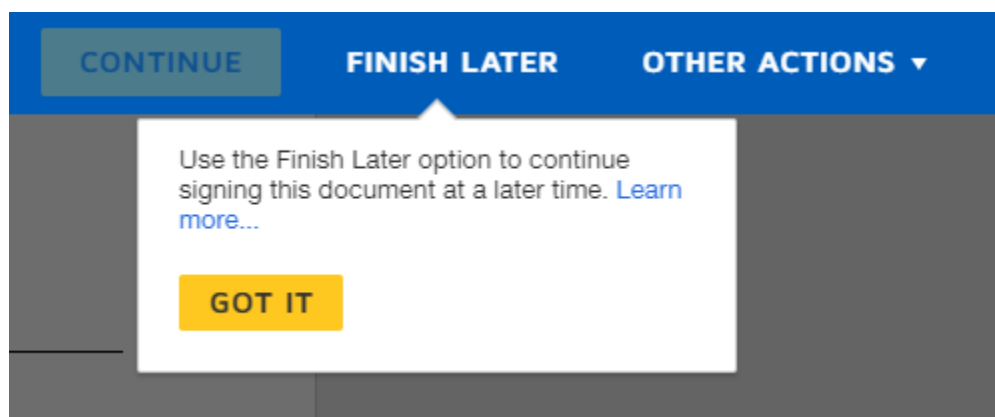 CONTINUE FINISH LATER OTHER ACTIONS ▼
Use the Finish Later option to continue
signing this document at a later time. Learn
more...
GOT IT